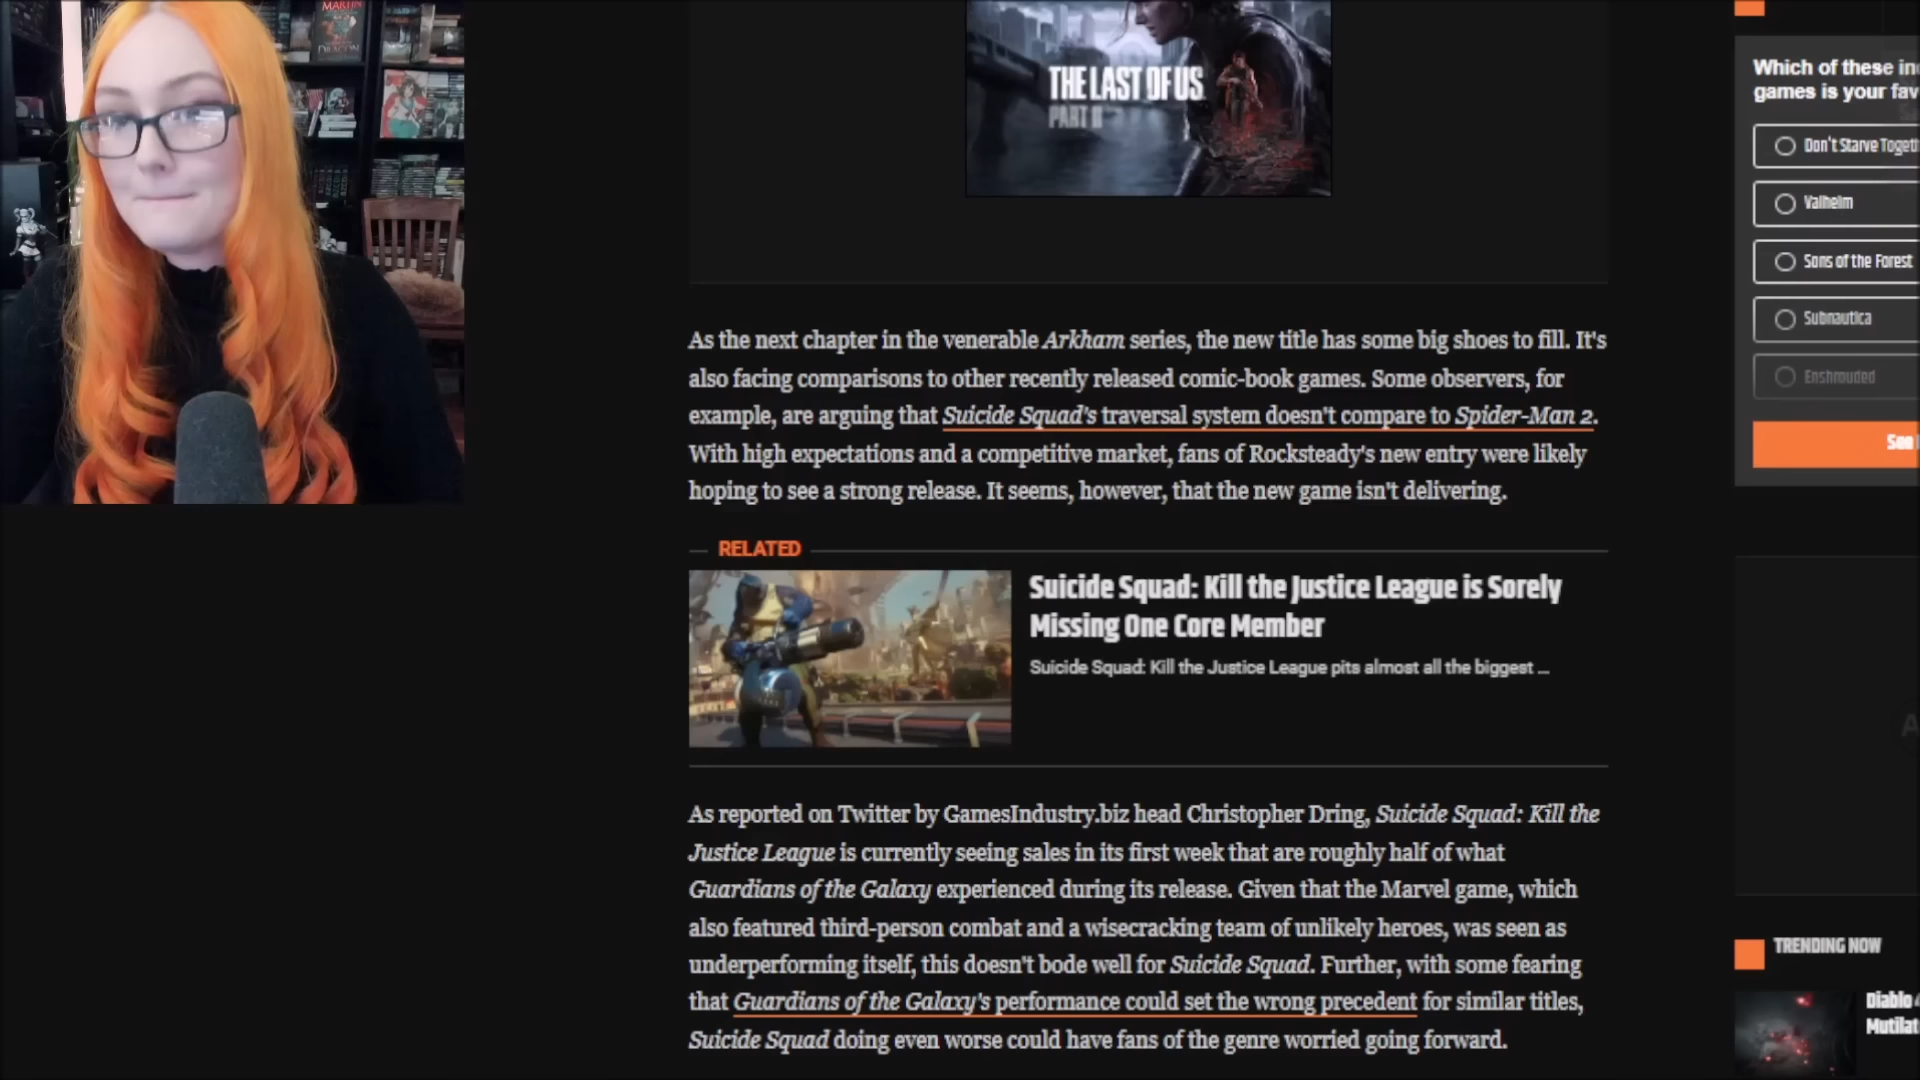 MARTIN
DRAGON
THE LAST OF US
PART II
Which of these in
games is your fav
Don't Starve Togeth
Valheim
Sons of the Forest
Subnautica
Enshrouded
See
As the next chapter in the venerable Arkham series, the new title has some big shoes to fill. It's
also facing comparisons to other recently released comic-book games. Some observers, for
example, are arguing that Suicide Squad's traversal system doesn't compare to Spider-Man 2.
With high expectations and a competitive market, fans of Rocksteady's new entry were likely
hoping to see a strong release. It seems, however, that the new game isn't delivering.
RELATED
Suicide Squad: Kill the Justice League is Sorely
Missing One Core Member
Suicide Squad: Kill the Justice League pits almost all the biggest ...
As reported on Twitter by GamesIndustry.biz head Christopher Dring, Suicide Squad: Kill the
Justice League is currently seeing sales in its first week that are roughly half of what
Guardians of the Galaxy experienced during its release. Given that the Marvel game, which
also featured third-person combat and a wisecracking team of unlikely heroes, was seen as
underperforming itself, this doesn't bode well for Suicide Squad. Further, with some fearing
that Guardians of the Galaxy's performance could set the wrong precedent for similar titles,
Suicide Squad doing even worse could have fans of the genre worried going forward.
TRENDING NOW
Diablo
Mutilat